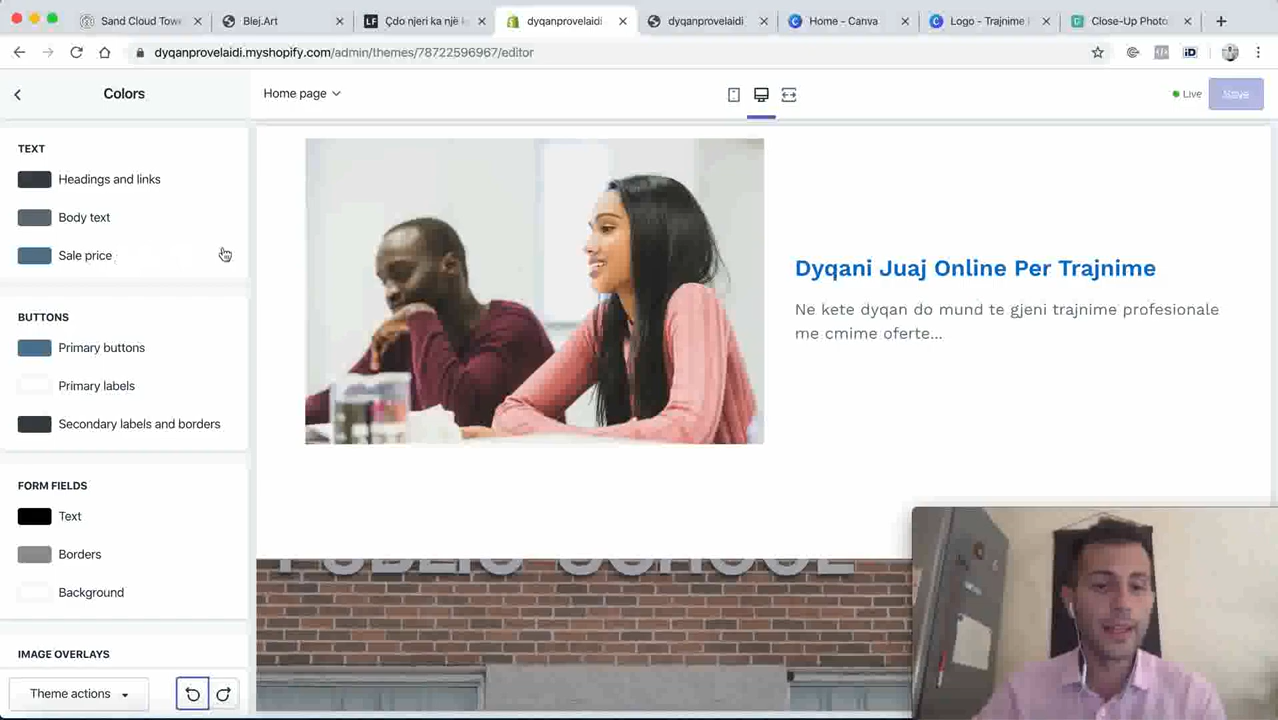 Sand Cloud Tow
Blej.Art
Çdo njeri ka një k
dyqanprovelaidi
dyqanprovelaidi
Home - Canva
Logo - Trajnime
Close-Up Photo
dyqanprovelaidi.myshopify.com/admin/themes/78722596967/editor
Colors
Home page
Live
Save
TEXT
Headings and links
Body text
Sale price
BUTTONS
Primary buttons
Primary labels
Secondary labels and borders
FORM FIELDS
Text
Borders
Background
IMAGE OVERLAYS
Theme actions
Dyqani Juaj Online Per Trajnime
Ne kete dyqan do mund te gjeni trajnime profesionale
me cmime oferte...
PUBLIC SCHOOL